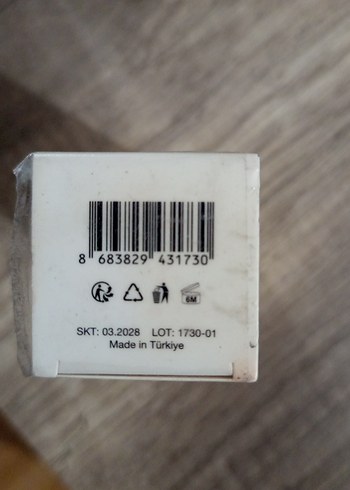 8 683829 431730
6M
SKT: 03.2028 LOT: 1730-01
Made in Türkiye